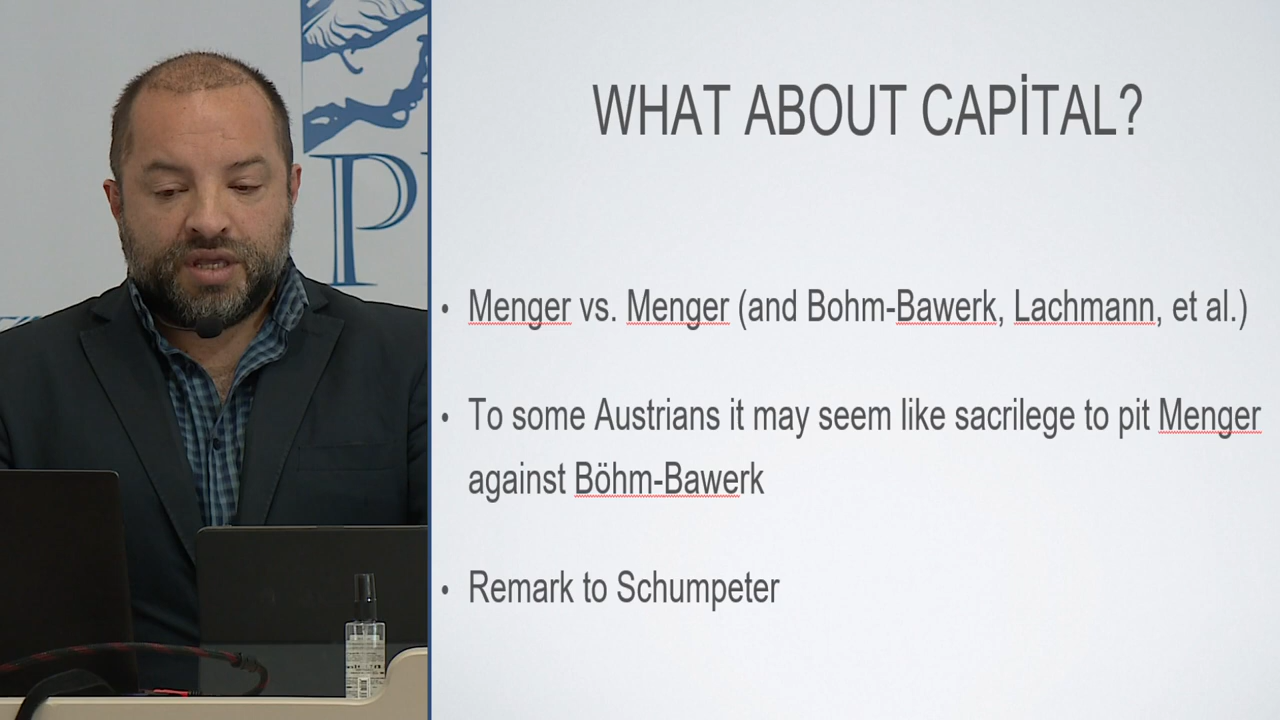 P
WHAT ABOUT CAPİTAL?
• Menger vs. Menger (and Bohm-Bawerk, Lachmann, et al.)
• To some Austrians it may seem like sacrilege to pit Menger
against Böhm-Bawerk
• Remark to Schumpeter